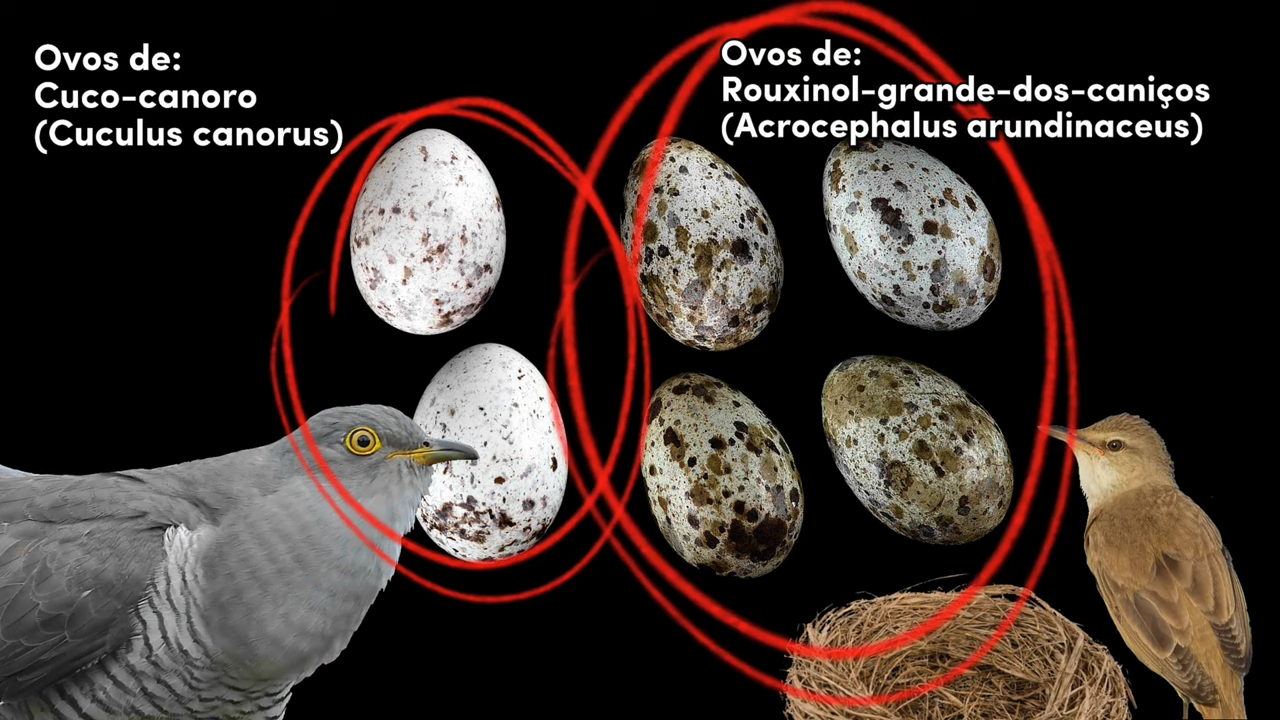 Ovos de:
Cuco-canoro
(Cuculus canorus)
Ovos de:
Rouxinol-grande-dos-caniços
(Acrocephalus arundinaceus)